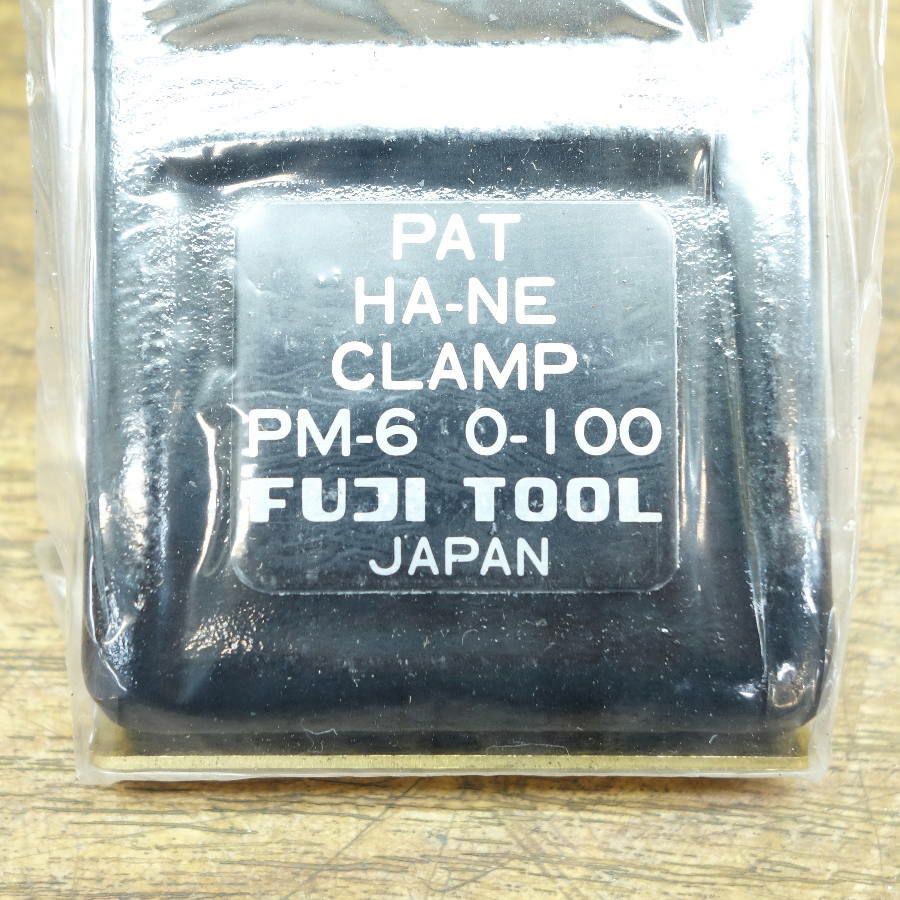 PAT
HA-NE
CLAMP
PM-6 0-100
FUJI TOOL
JAPAN